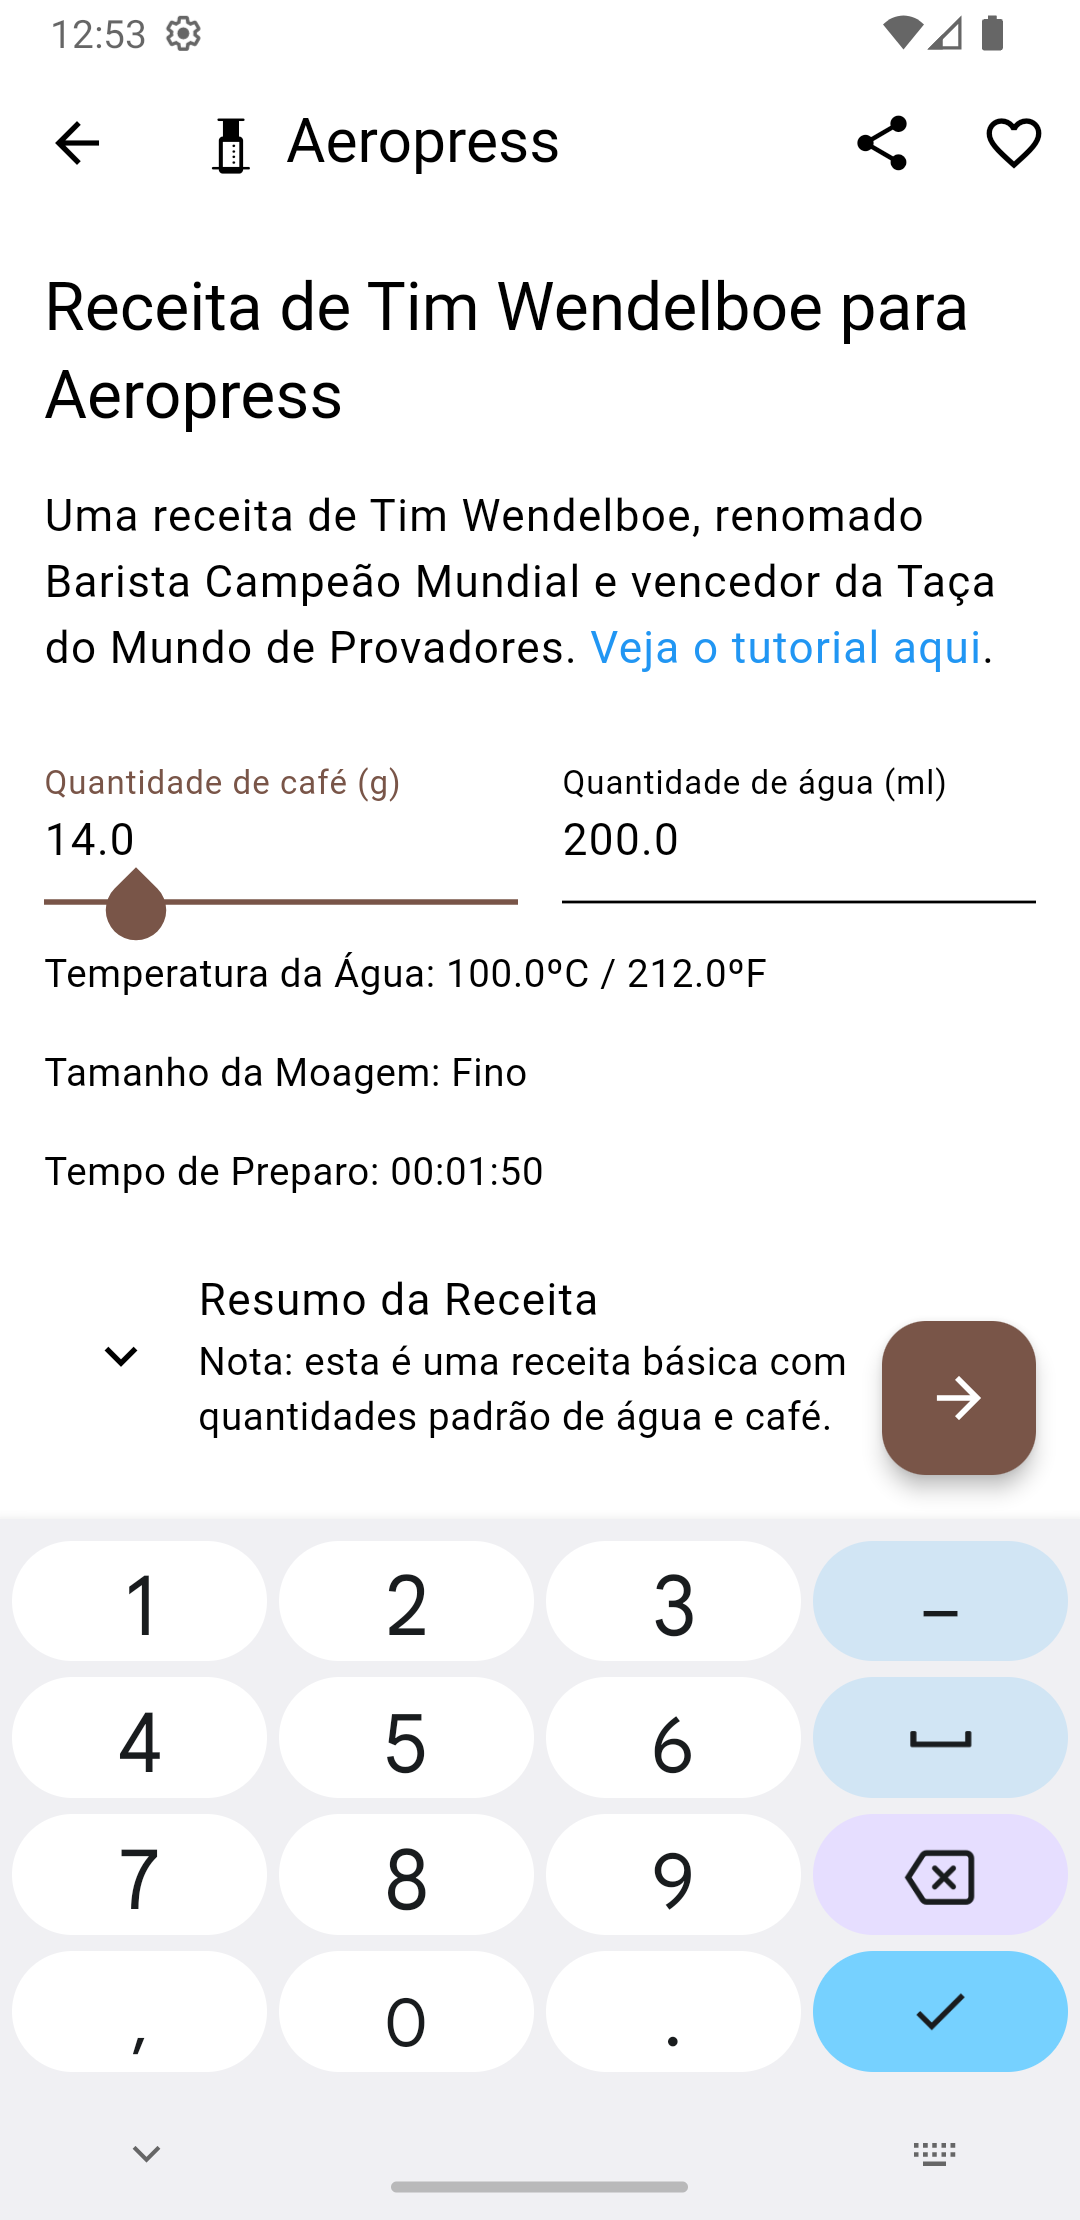 12:53
Aeropress
Receita de Tim Wendelboe para
Aeropress
Uma receita de Tim Wendelboe, renomado
Barista Campeão Mundial e vencedor da Taça
do Mundo de Provadores. Veja o tutorial aqui.
Quantidade de café (g)
Quantidade de água (ml)
14.0
200.0
Temperatura da Água: 100.0ºC / 212.0ºF
Tamanho da Moagem: Fino
Tempo de Preparo: 00:01:50
Resumo da Receita
Nota: esta é uma receita básica com
quantidades padrão de água e café.
1 2 3 –
4 5 6
7 8 9
, 0 .